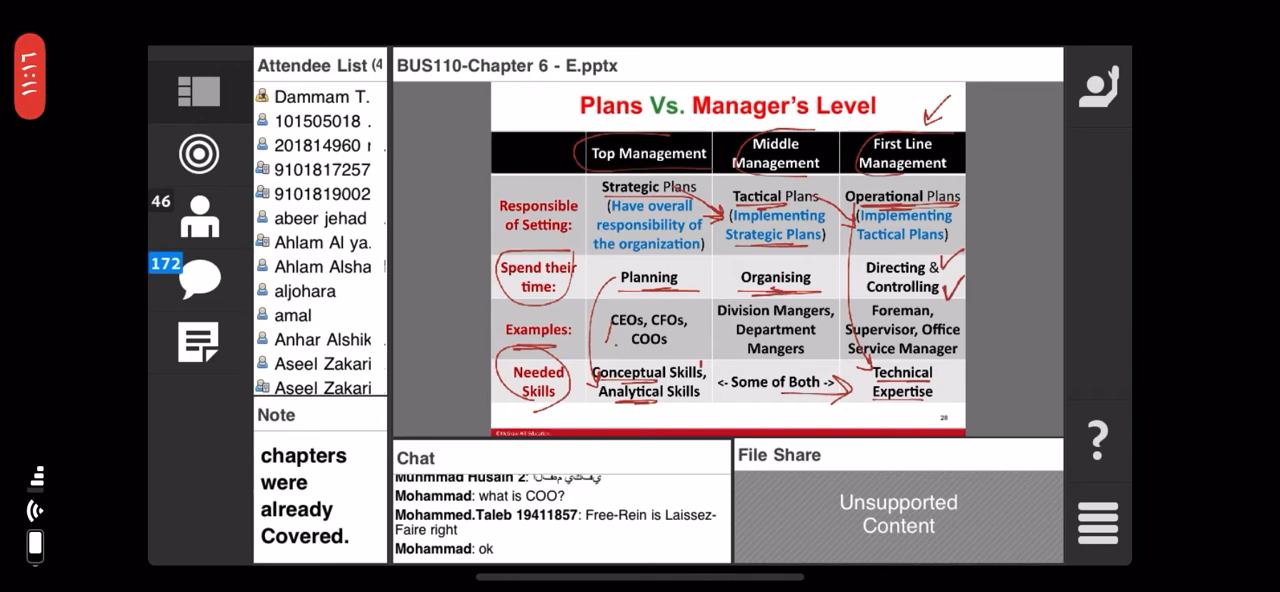 ١١:١١
Attendee List (4
Dammam T.
101505018 .
201814960 r
9101817257
9101819002
abeer jehad
Ahlam Al ya.
Ahlam Alsha
aljohara
amal
Anhar Alshik
Aseel Zakari
Aseel Zakari
46
172
Note
chapters
were
already
Covered.
BUS110-Chapter 6 - E.pptx
Plans Vs. Manager's Level
Top Management
Middle
Management
First Line
Management
Responsible
of Setting:
Strategic Plans
(Have overall
responsibility of
the organization)
Tactical Plans
(Implementing
Strategic Plans)
Operational Plans
(Implementing
Tactical Plans)
Spend their
time:
Planning
Organising
Directing &
Controlling
Examples:
CEOs, CFOs,
COOs
Division Mangers,
Department
Mangers
Foreman,
Supervisor, Office
Service Manager
Needed
Skills
Conceptual Skills,
Analytical Skills
<- Some of Both ->
Technical
Expertise
28
Chat
Muhmmad Husain 2:
Mohammad: what is COO?
Mohammed.Taleb 19411857: Free-Rein is Laissez-
Faire right
Mohammad: ok
File Share
Unsupported
Content
?